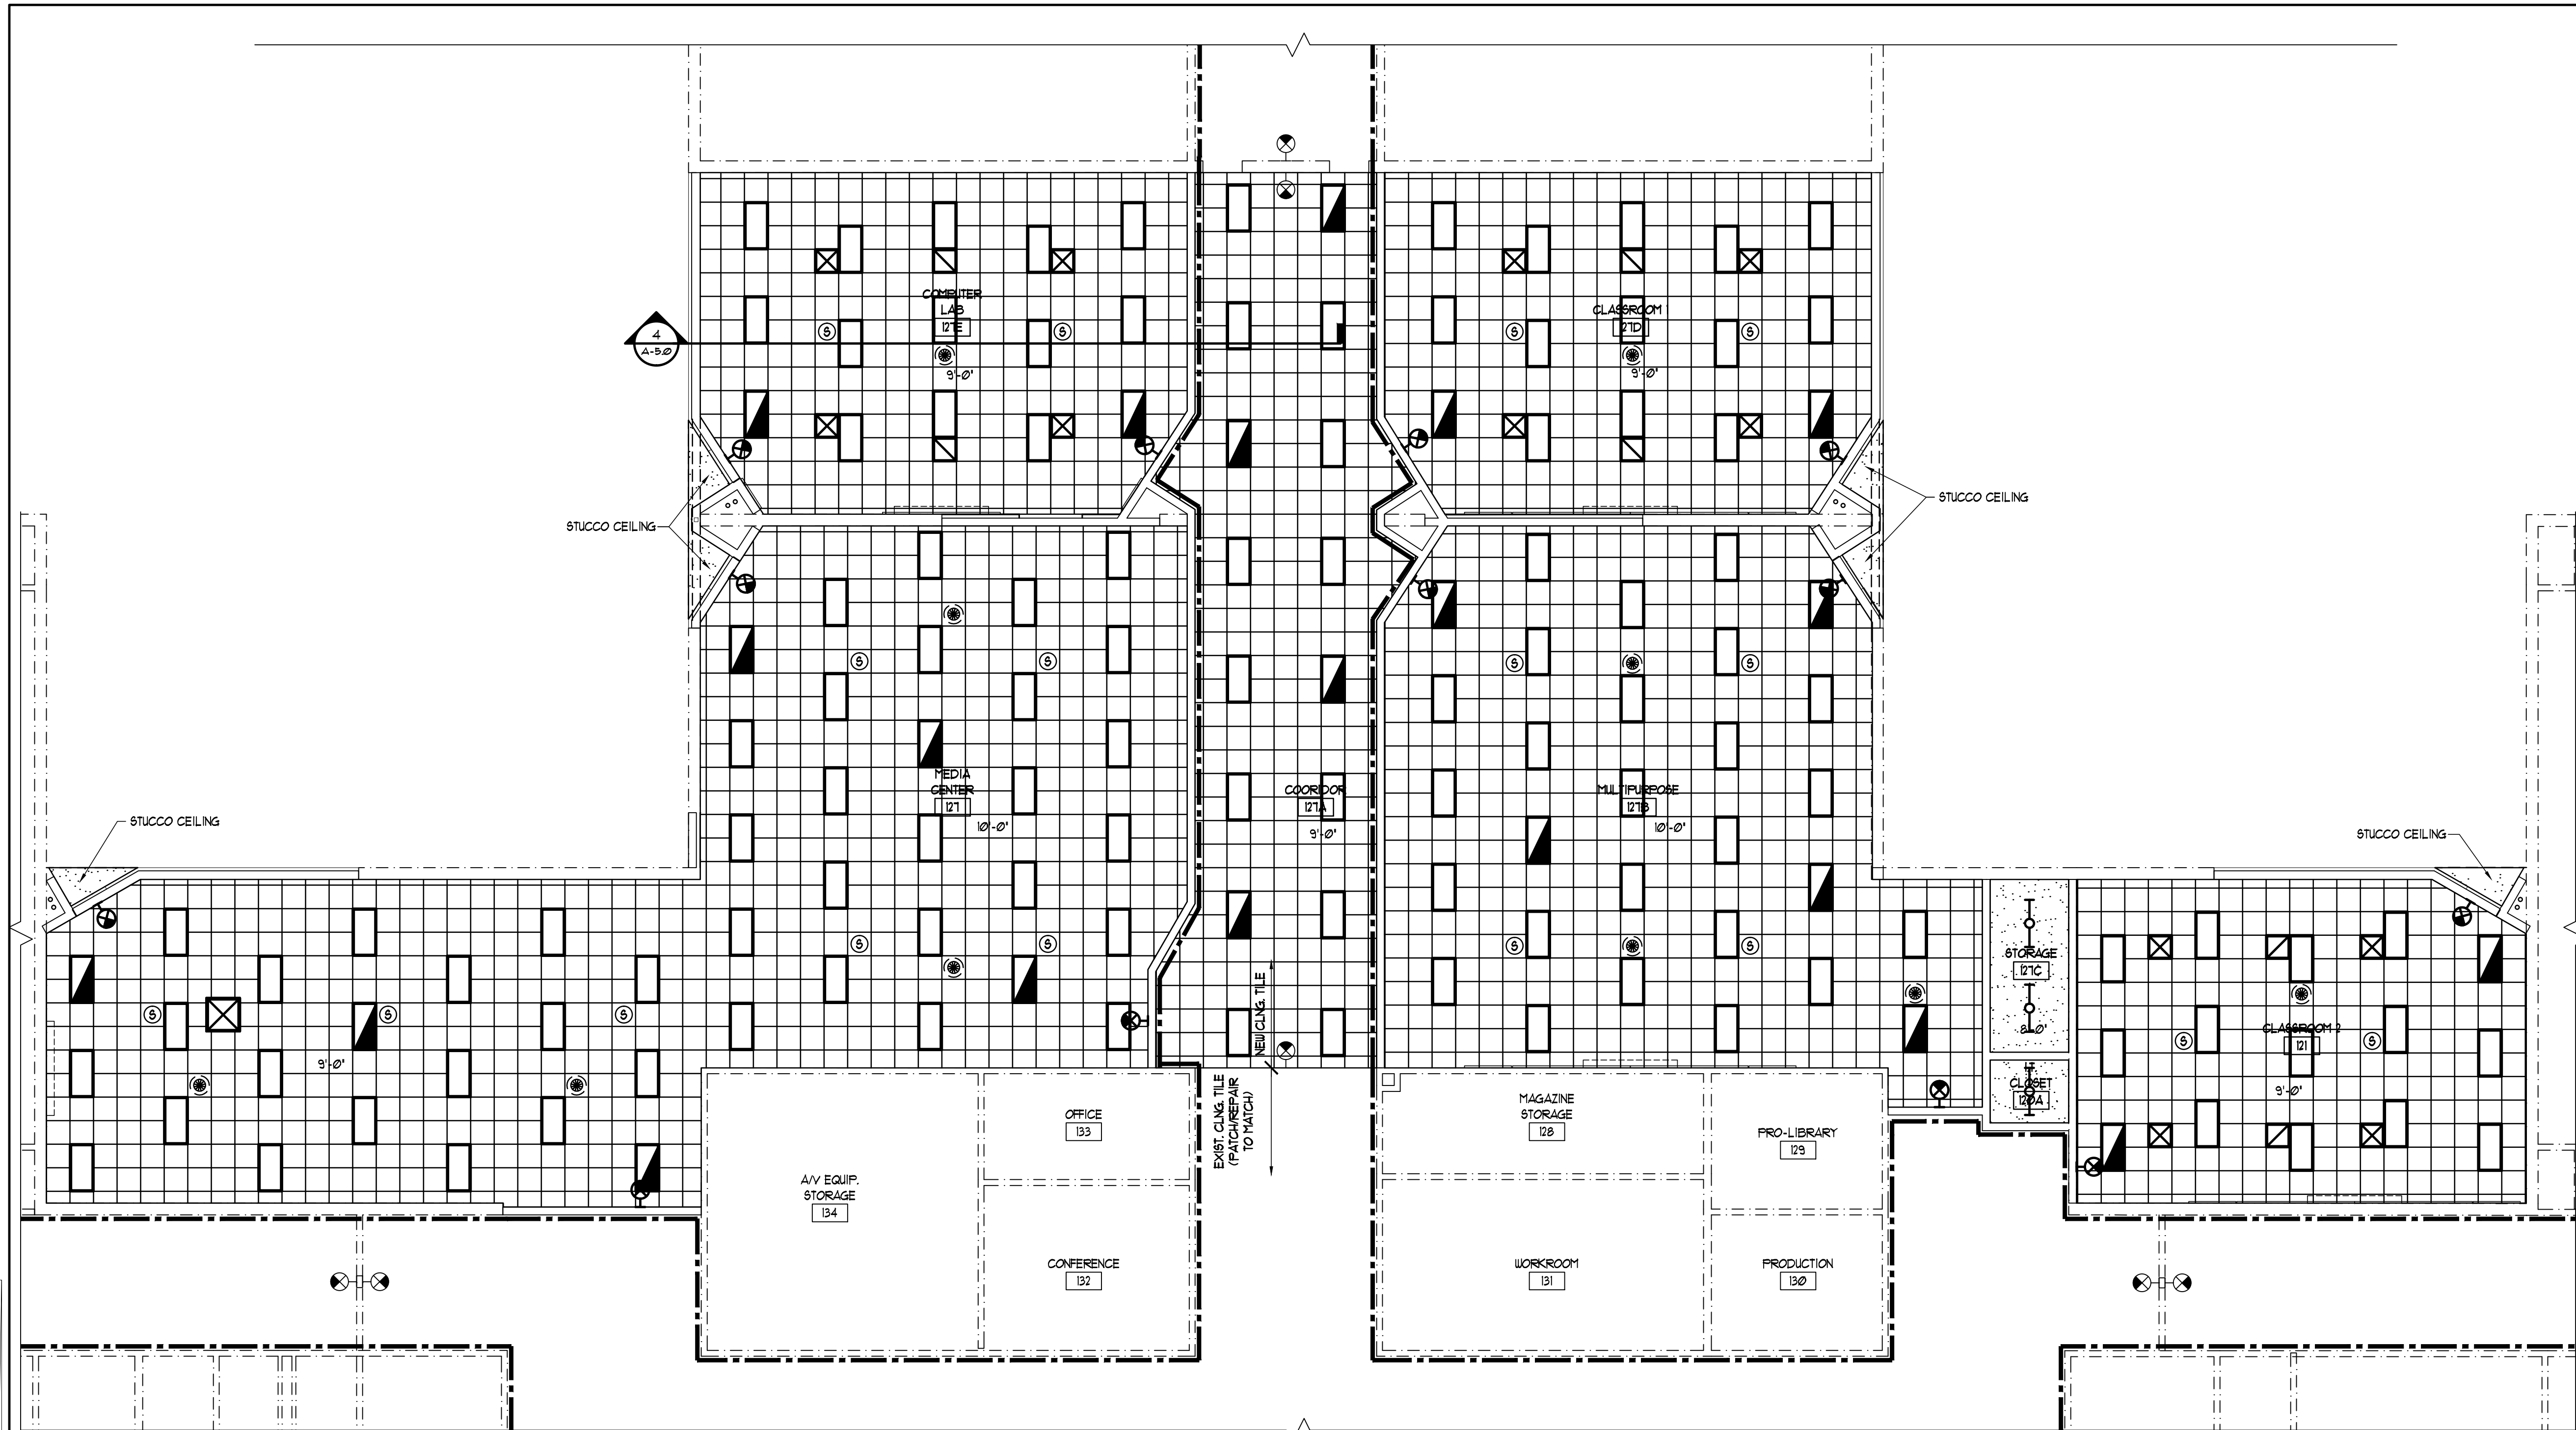 COMPUTER
LAB
127E
9'-0"
CLASSROOM 1
127D
9'-0"
4
A-5.0
S
S
S
S
STUCCO CEILING
STUCCO CEILING
S
S
S
S
MEDIA
CENTER
127
10'-0"
COORIDOR
127A
9'-0"
MULTIPURPOSE
127B
10'-0"
STUCCO CEILING
STUCCO CEILING
S
S
S
S
STORAGE
127C
8'-0"
S
S
S
9'-0"
CLASSROOM 2
121
9'-0"
S
S
CLOSET
120A
NEW CLNG. TILE
EXIST. CLNG. TILE
(PATCH/REPAIR
TO MATCH)
OFFICE
133
MAGAZINE
STORAGE
128
PRO-LIBRARY
129
A/V EQUIP.
STORAGE
134
CONFERENCE
132
WORKROOM
131
PRODUCTION
130